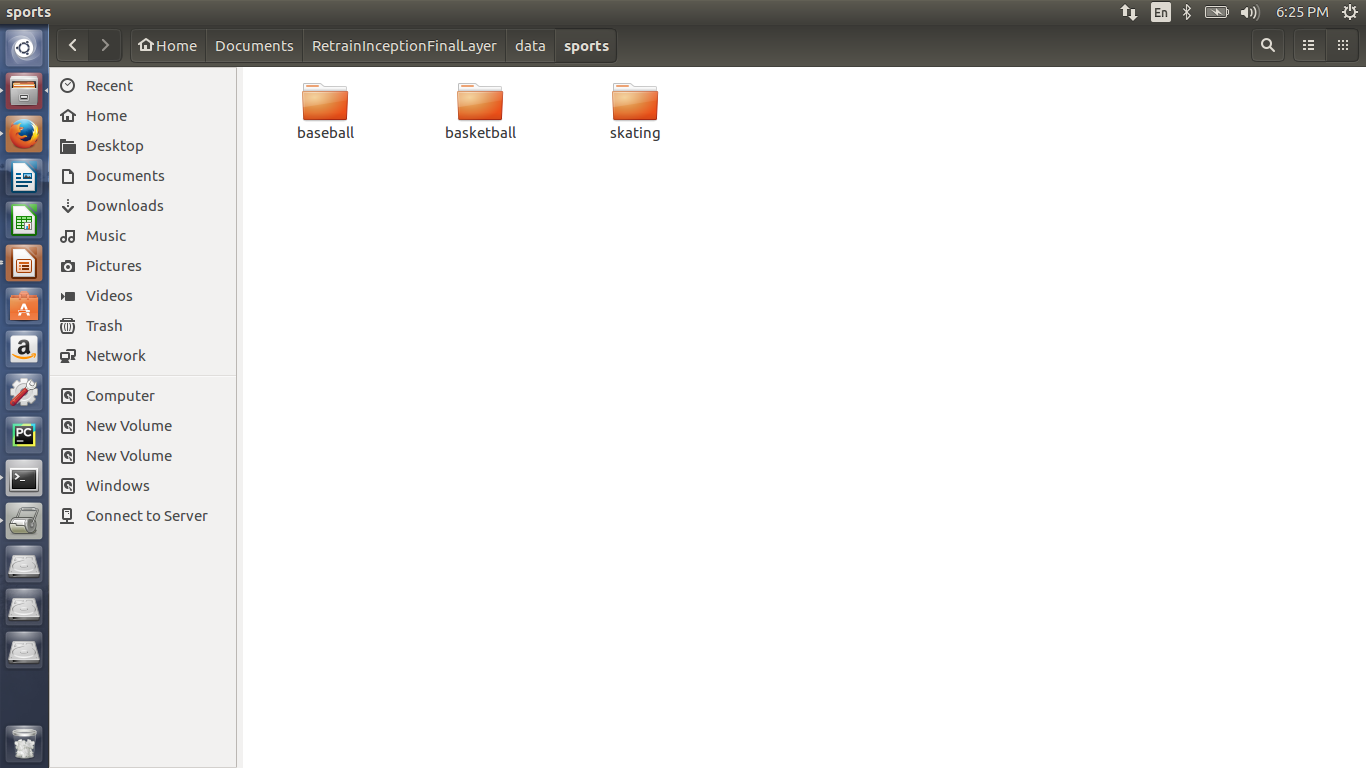 sports
En
6:25 PM
Home Documents RetrainInceptionFinalLayer data sports
Recent
Home
Desktop
Documents
Downloads
Music
Pictures
Videos
Trash
Network
Computer
New Volume
New Volume
Windows
Connect to Server
baseball basketball skating
A
a
PC
>_